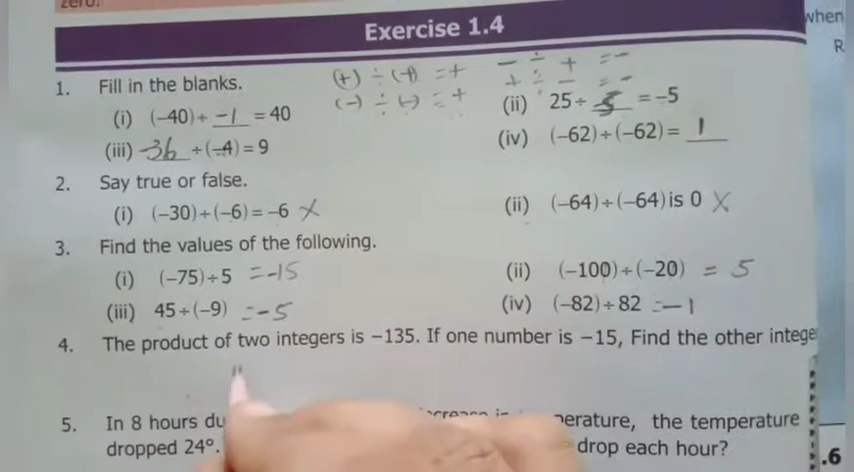 zero.
Exercise 1.4
when
R
1. Fill in the blanks. (+) ÷ (+) = + − ÷ + = −
(−) ÷ (−) = + + ÷ − = −
(i) (−40) ÷ −1 = 40 (ii) 25 ÷ −5 = −5
(iii) −36 ÷ (−4) = 9 (iv) (−62) ÷ (−62) = 1
2. Say true or false.
(i) (−30) ÷ (−6) = −6 X (ii) (−64) ÷ (−64) is 0 X
3. Find the values of the following.
(i) (−75) ÷ 5 = −15 (ii) (−100) ÷ (−20) = 5
(iii) 45 ÷ (−9) = −5 (iv) (−82) ÷ 82 = −1
4. The product of two integers is −135. If one number is −15, Find the other intege
5. In 8 hours du perature, the temperature
dropped 24°. drop each hour?
.6